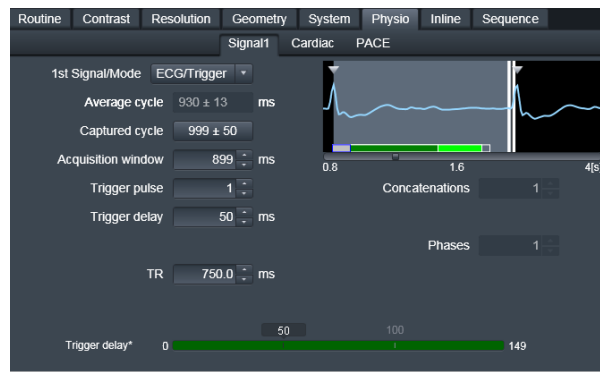 Routine Contrast Resolution Geometry System Physio Inline Sequence
Signal1 Cardiac PACE
1st Signal/Mode ECG/Trigger
Average cycle 930 ± 13 ms
Captured cycle 999 ± 50
Acquisition window 899 ms
0.8 1.6 4[s
Trigger pulse 1
Concatenations 1
Trigger delay 50 ms
Phases 1
TR 750.0 ms
50 100
Trigger delay* 0 149